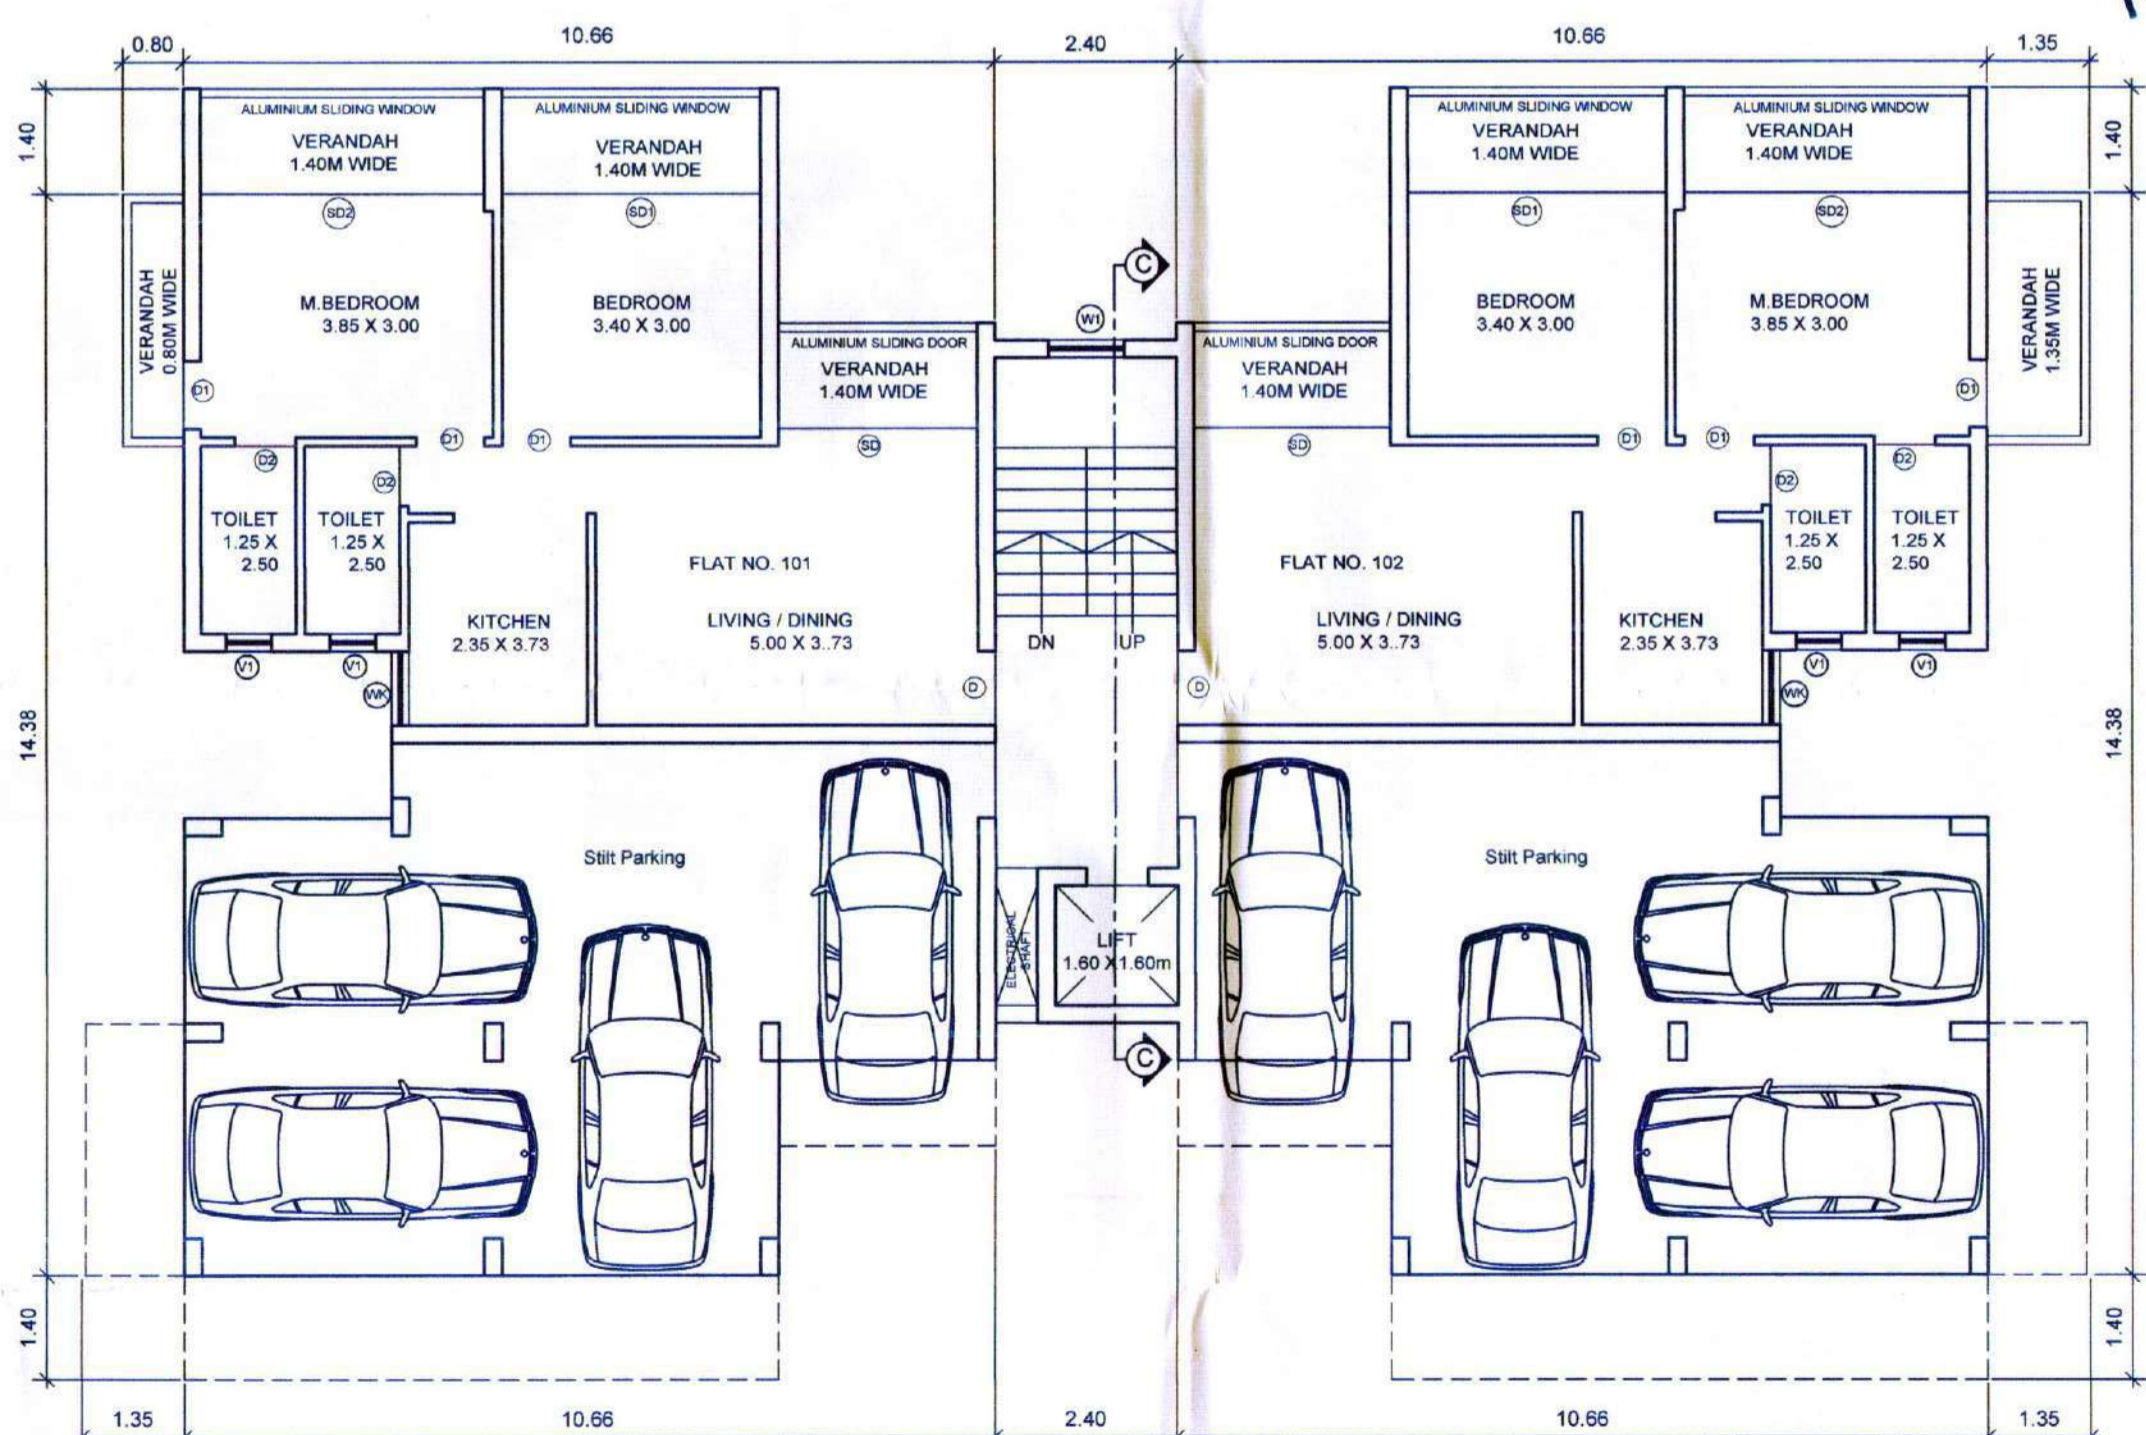 0.80
10.66
2.40
10.66
1.35
1.40
1.40
ALUMINIUM SLIDING WINDOW
VERANDAH
1.40M WIDE
ALUMINIUM SLIDING WINDOW
VERANDAH
1.40M WIDE
ALUMINIUM SLIDING WINDOW
VERANDAH
1.40M WIDE
ALUMINIUM SLIDING WINDOW
VERANDAH
1.40M WIDE
SD2
SD1
SD1
SD2
C
VERANDAH
0.80M WIDE
M.BEDROOM
3.85 X 3.00
BEDROOM
3.40 X 3.00
W1
BEDROOM
3.40 X 3.00
M.BEDROOM
3.85 X 3.00
VERANDAH
1.35M WIDE
ALUMINIUM SLIDING DOOR
VERANDAH
1.40M WIDE
ALUMINIUM SLIDING DOOR
VERANDAH
1.40M WIDE
D1
D1
D1
D1
SD
SD
D1
D1
D2
D2
D2
D2
TOILET
1.25 X
2.50
TOILET
1.25 X
2.50
FLAT NO. 101
FLAT NO. 102
TOILET
1.25 X
2.50
TOILET
1.25 X
2.50
KITCHEN
2.35 X 3.73
LIVING / DINING
5.00 X 3..73
DN
UP
LIVING / DINING
5.00 X 3..73
KITCHEN
2.35 X 3.73
V1
V1
WK
D
D
V1
V1
WK
14.38
14.38
Stilt Parking
Stilt Parking
ELECTRICAL
SHAFT
LIFT
1.60 X1.60m
C
1.40
1.40
1.35
10.66
2.40
10.66
1.35